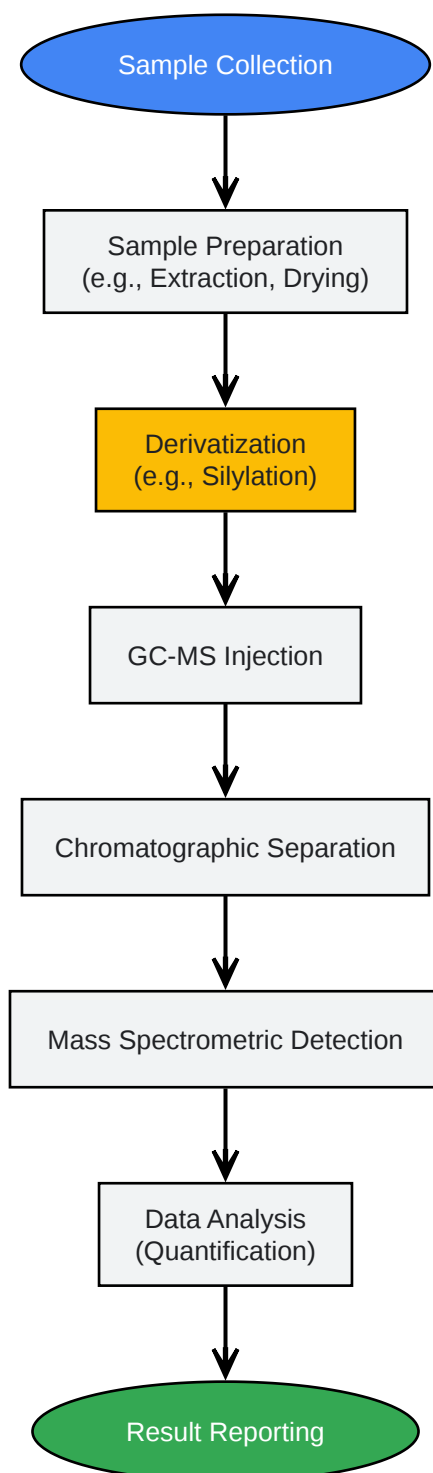 Sample Collection
Sample Preparation
(e.g., Extraction, Drying)
Derivatization
(e.g., Silylation)
GC-MS Injection
Chromatographic Separation
Mass Spectrometric Detection
Data Analysis
(Quantification)
Result Reporting